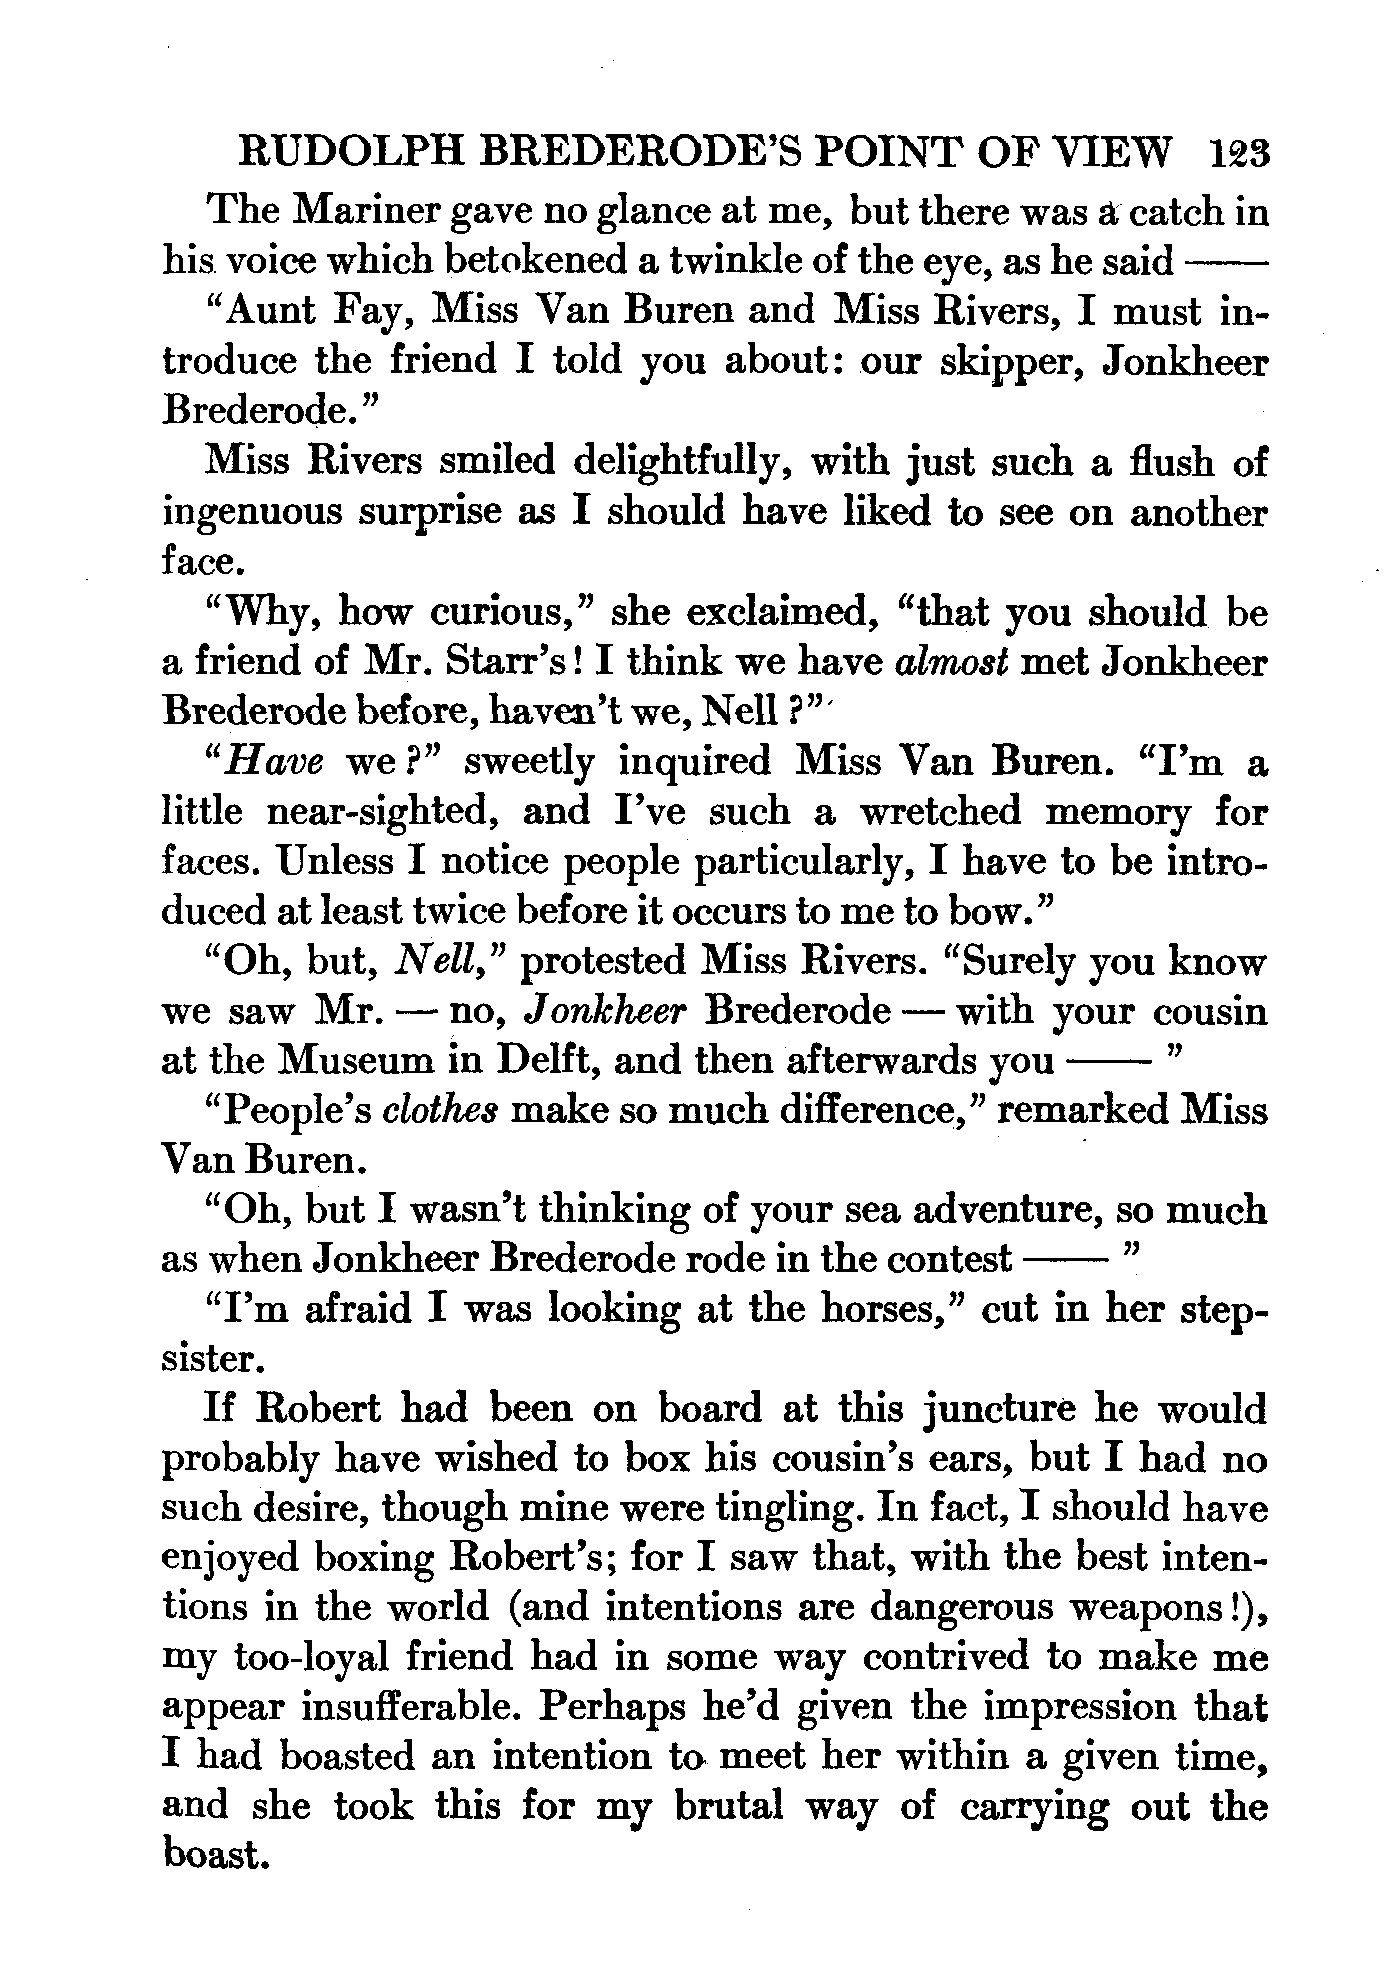 RUDOLPH BREDERODE'S POINT OF VIEW 123
The Mariner gave no glance at me, but there was a catch in
his voice which betokened a twinkle of the eye, as he said ——
“Aunt Fay, Miss Van Buren and Miss Rivers, I must in-
troduce the friend I told you about: our skipper, Jonkheer
Brederode.”
Miss Rivers smiled delightfully, with just such a flush of
ingenuous surprise as I should have liked to see on another
face.
“Why, how curious,” she exclaimed, “that you should be
a friend of Mr. Starr's! I think we have almost met Jonkheer
Brederode before, haven't we, Nell?”
“Have we?” sweetly inquired Miss Van Buren. “I'm a
little near-sighted, and I've such a wretched memory for
faces. Unless I notice people particularly, I have to be intro-
duced at least twice before it occurs to me to bow.”
“Oh, but, Nell,” protested Miss Rivers. “Surely you know
we saw Mr. — no, Jonkheer Brederode — with your cousin
at the Museum in Delft, and then afterwards you —— ”
“People's clothes make so much difference,” remarked Miss
Van Buren.
“Oh, but I wasn't thinking of your sea adventure, so much
as when Jonkheer Brederode rode in the contest —— ”
“I'm afraid I was looking at the horses,” cut in her step-
sister.
If Robert had been on board at this juncture he would
probably have wished to box his cousin's ears, but I had no
such desire, though mine were tingling. In fact, I should have
enjoyed boxing Robert's; for I saw that, with the best inten-
tions in the world (and intentions are dangerous weapons!),
my too-loyal friend had in some way contrived to make me
appear insufferable. Perhaps he'd given the impression that
I had boasted an intention to meet her within a given time,
and she took this for my brutal way of carrying out the
boast.